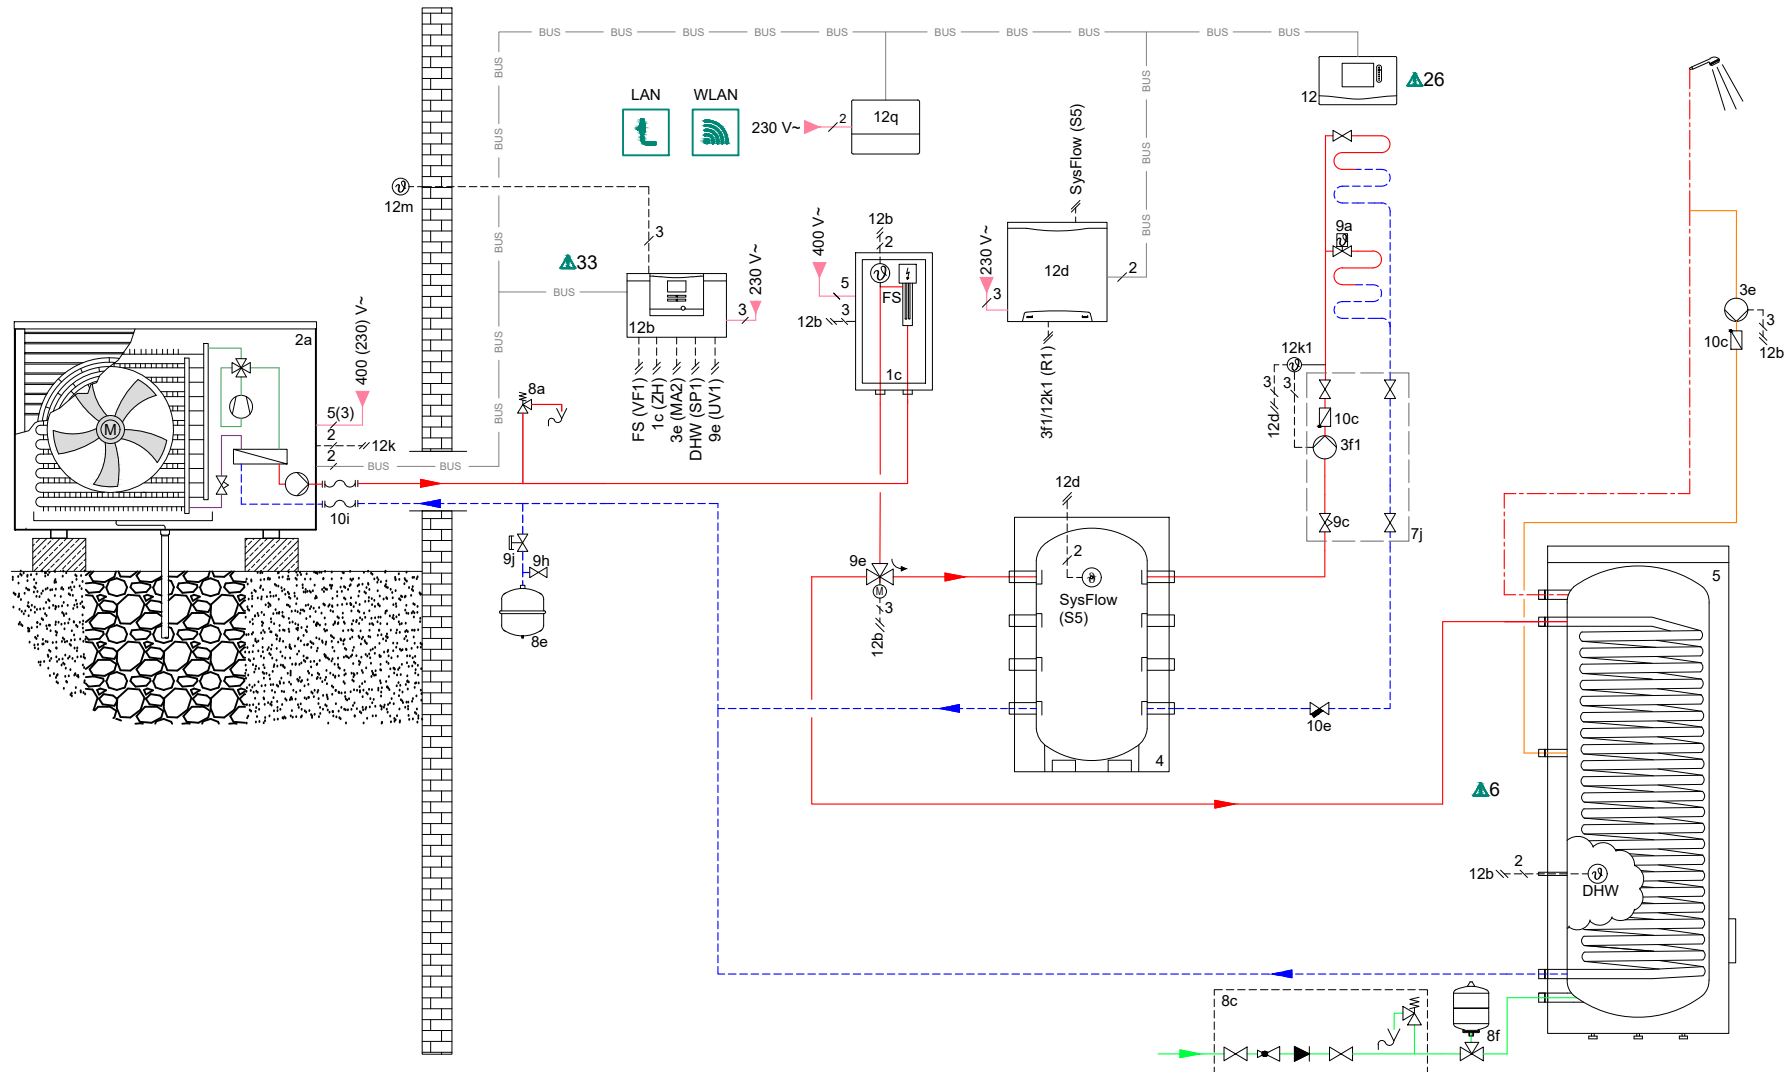 BUS BUS BUS BUS BUS BUS BUS BUS BUS BUS
BUS
BUS
BUS
BUS
BUS
BUS
BUS
BUS BUS
LAN
WLAN
230 V~
2
12q
12
26
12m
3
33
12b
3
230 V~
FS (VF1)
1c (ZH)
3e (MA2)
DHW (SP1)
9e (UV1)
400 V~
5
12b
3
12b
2
FS
1c
SysFlow (S5)
230 V~
3
12d
2
3f1/12k1 (R1)
9a
12k1
3
3
12d
10c
3f1
9c
7j
3e
3
12b
10c
2a
M
400 (230) V~
5(3)
2
12k
2
10i
8a
9j
9h
8e
9e
M
3
12b
12d
2
SysFlow
(S5)
4
10e
5
6
12b
2
DHW
8c
8f